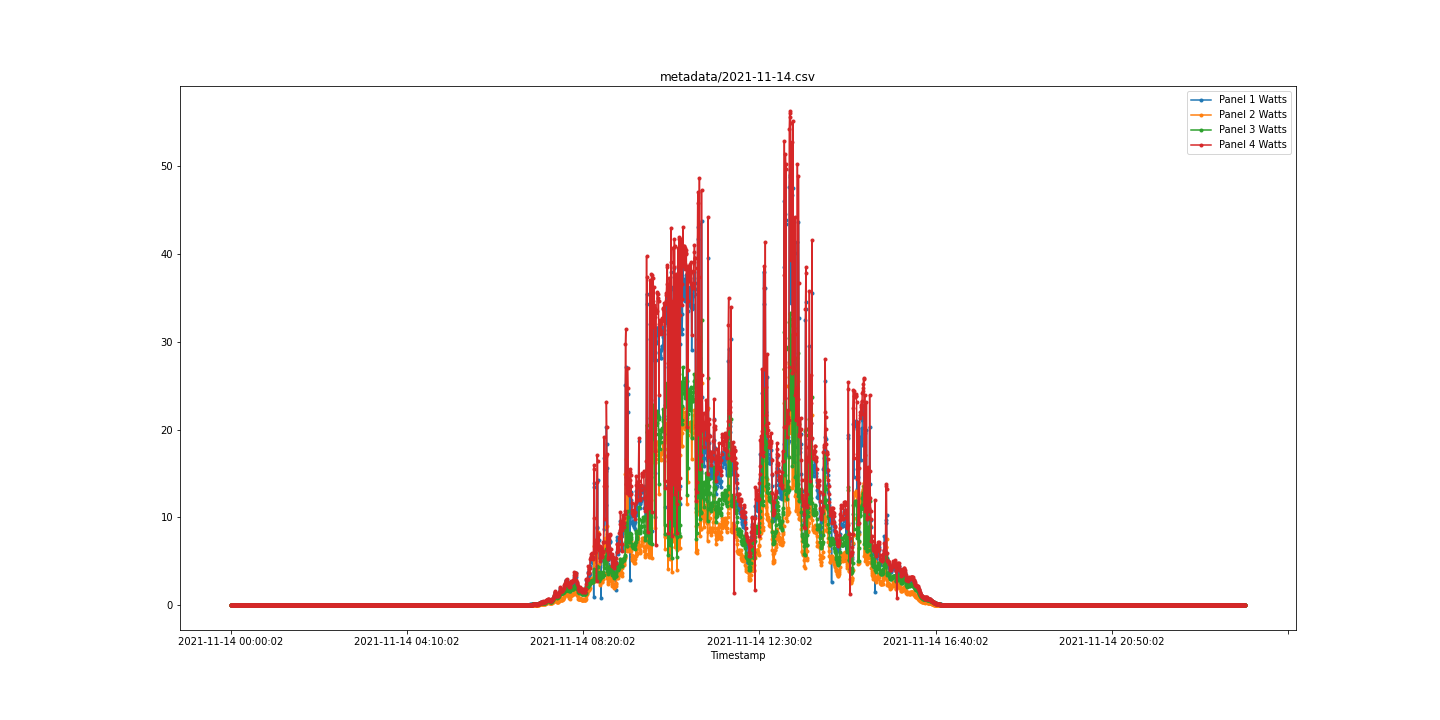 metadata/2021-11-14.csv
Panel 1 Watts
Panel 2 Watts
Panel 3 Watts
Panel 4 Watts
50
40
30
20
10
0
2021-11-14 00:00:02 2021-11-14 04:10:02 2021-11-14 08:20:02 2021-11-14 12:30:02 2021-11-14 16:40:02 2021-11-14 20:50:02
Timestamp